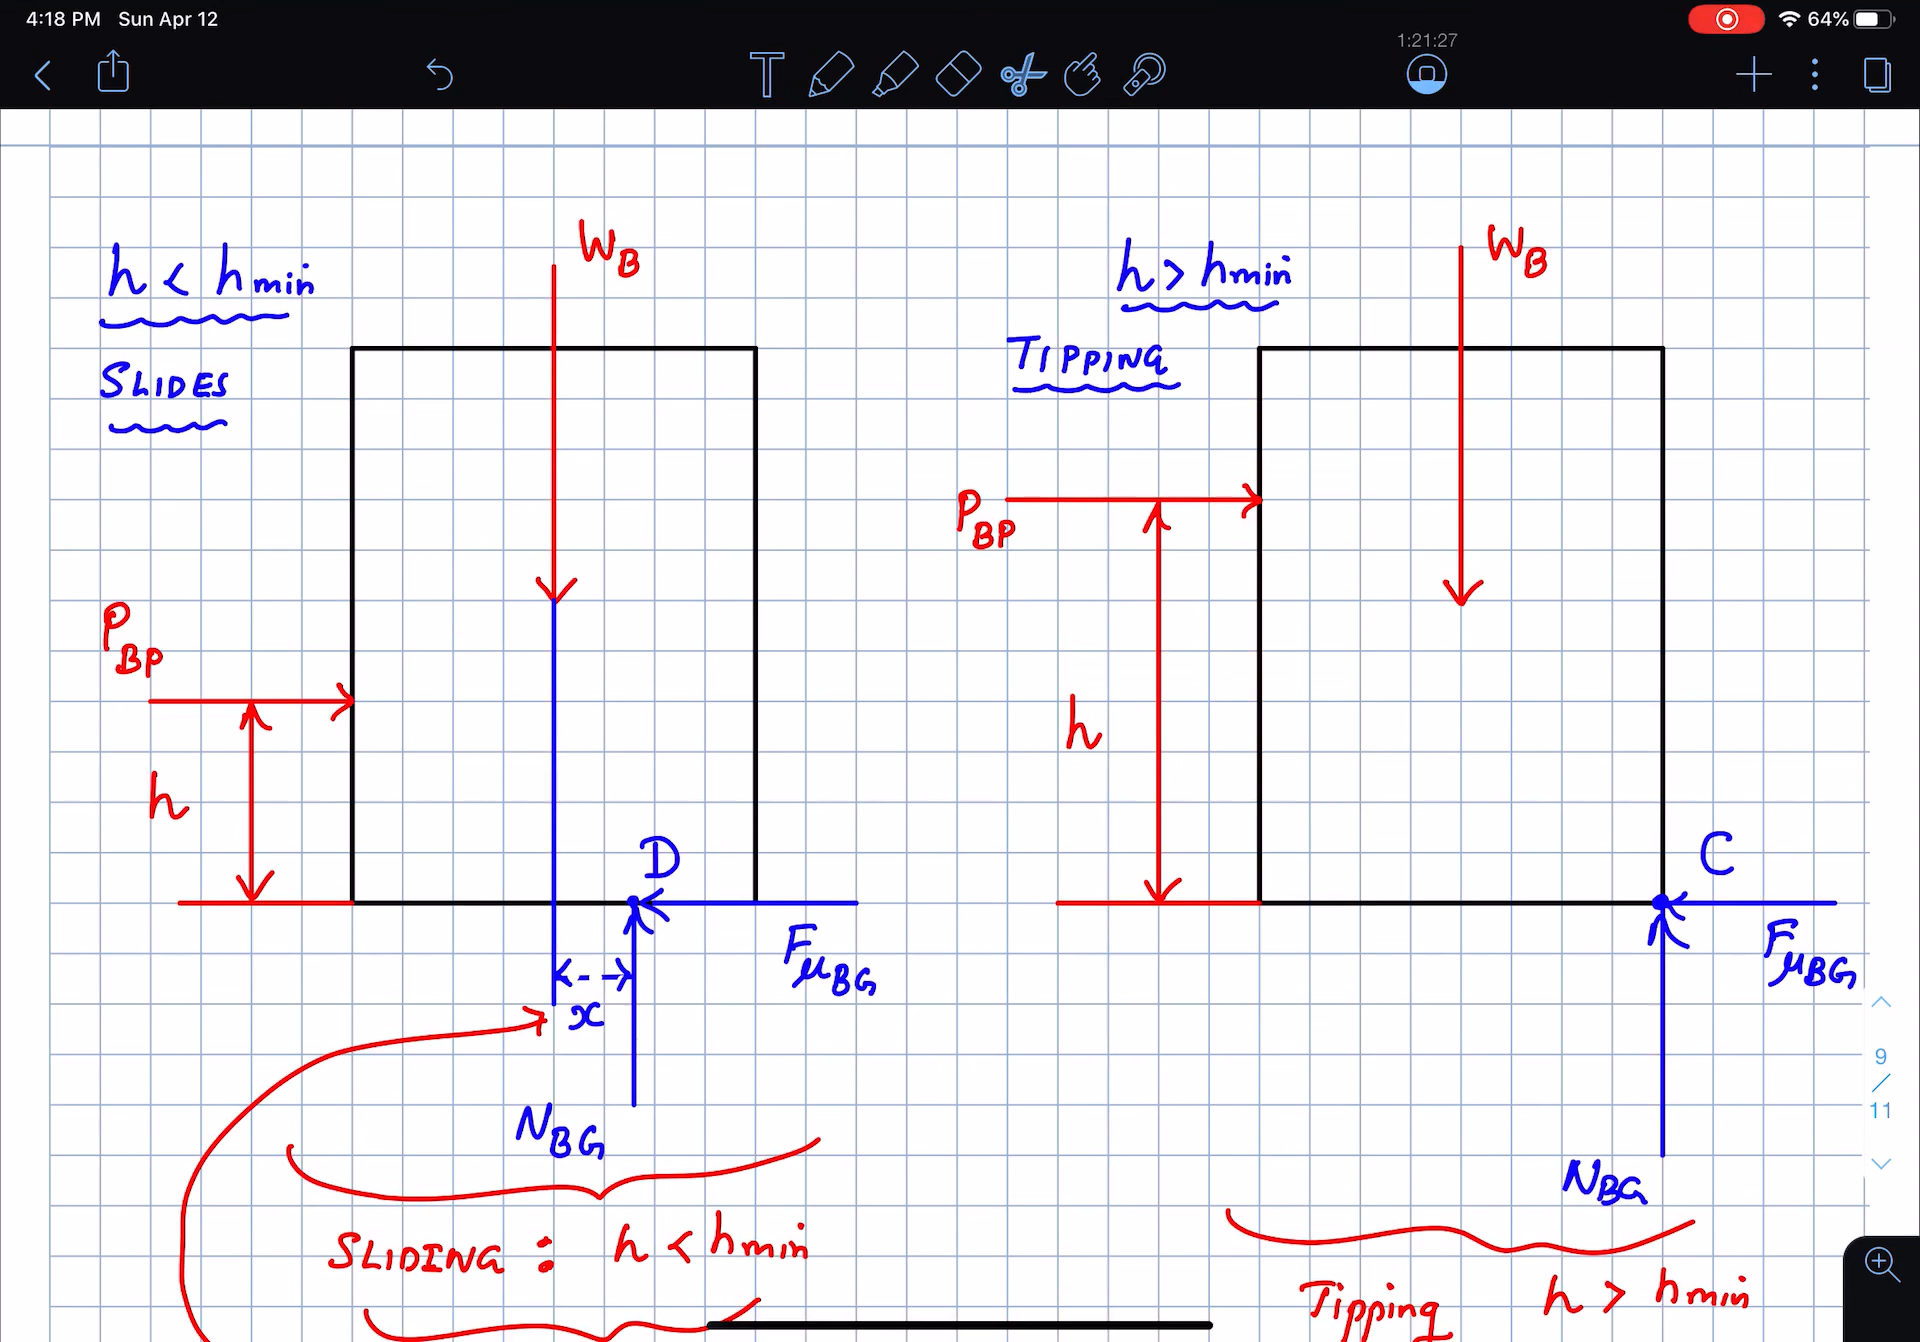 4:18 PM Sun Apr 12
64%
1:21:27
h < hmin
SLIDES
WB
PBP
h
D
FμBG
x
NBG
SLIDING : h < hmin
h > hmin
TIPPING
WB
PBP
h
C
FμBG
NBG
Tipping h > hmin
9
/
11